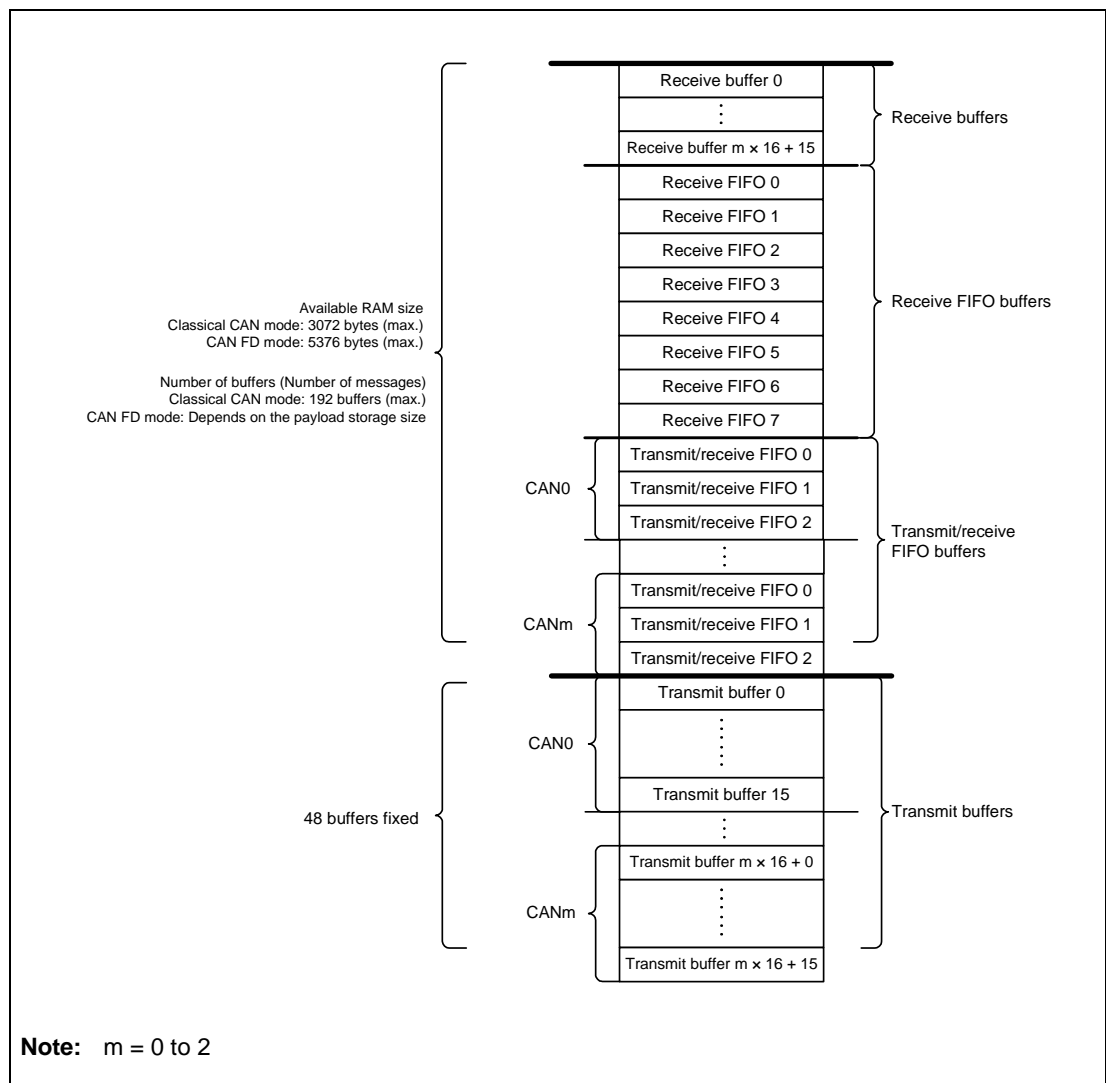 Receive buffer 0
Receive buffer m × 16 + 15
Receive buffers
Receive FIFO 0
Receive FIFO 1
Receive FIFO 2
Receive FIFO 3
Receive FIFO 4
Receive FIFO 5
Receive FIFO 6
Receive FIFO 7
Receive FIFO buffers
Available RAM size
Classical CAN mode: 3072 bytes (max.)
CAN FD mode: 5376 bytes (max.)
Number of buffers (Number of messages)
Classical CAN mode: 192 buffers (max.)
CAN FD mode: Depends on the payload storage size
CAN0
Transmit/receive FIFO 0
Transmit/receive FIFO 1
Transmit/receive FIFO 2
Transmit/receive
FIFO buffers
CANm
Transmit/receive FIFO 0
Transmit/receive FIFO 1
Transmit/receive FIFO 2
CAN0
Transmit buffer 0
Transmit buffer 15
48 buffers fixed
Transmit buffers
CANm
Transmit buffer m × 16 + 0
Transmit buffer m × 16 + 15
Note: m = 0 to 2